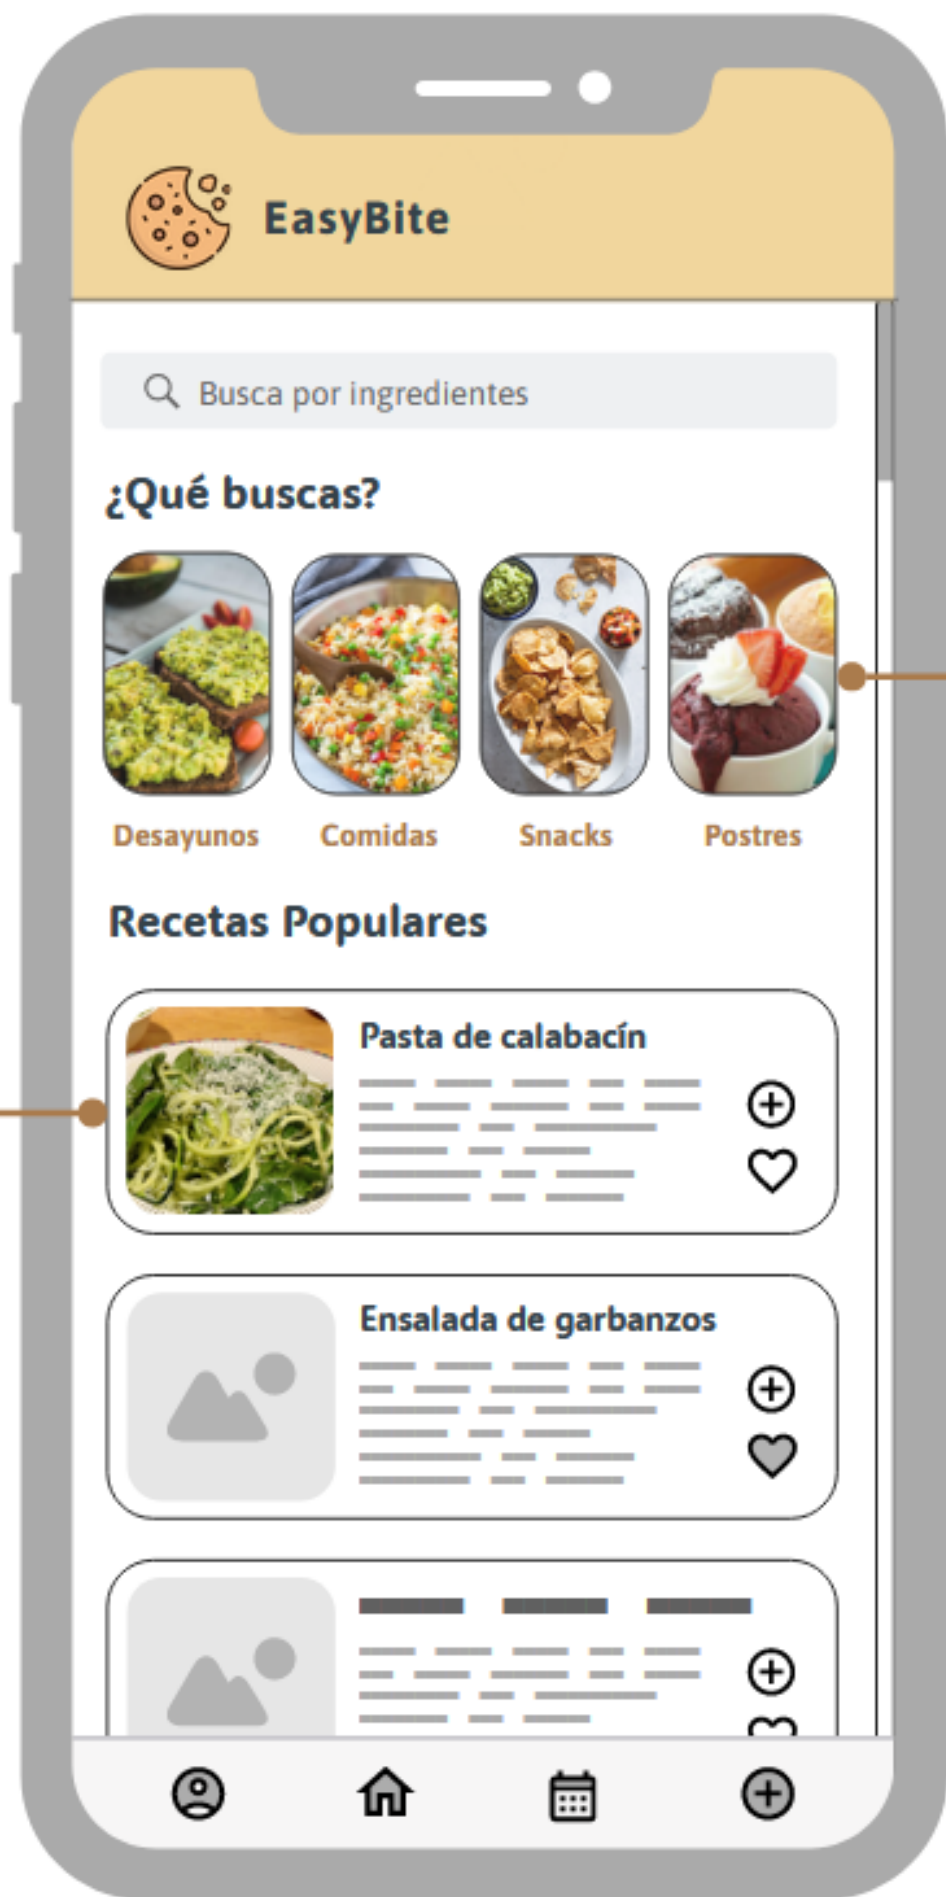 EasyBite
Busca por ingredientes
¿Qué buscas?
Desayunos
Comidas
Snacks
Postres
Recetas Populares
Pasta de calabacín
Ensalada de garbanzos